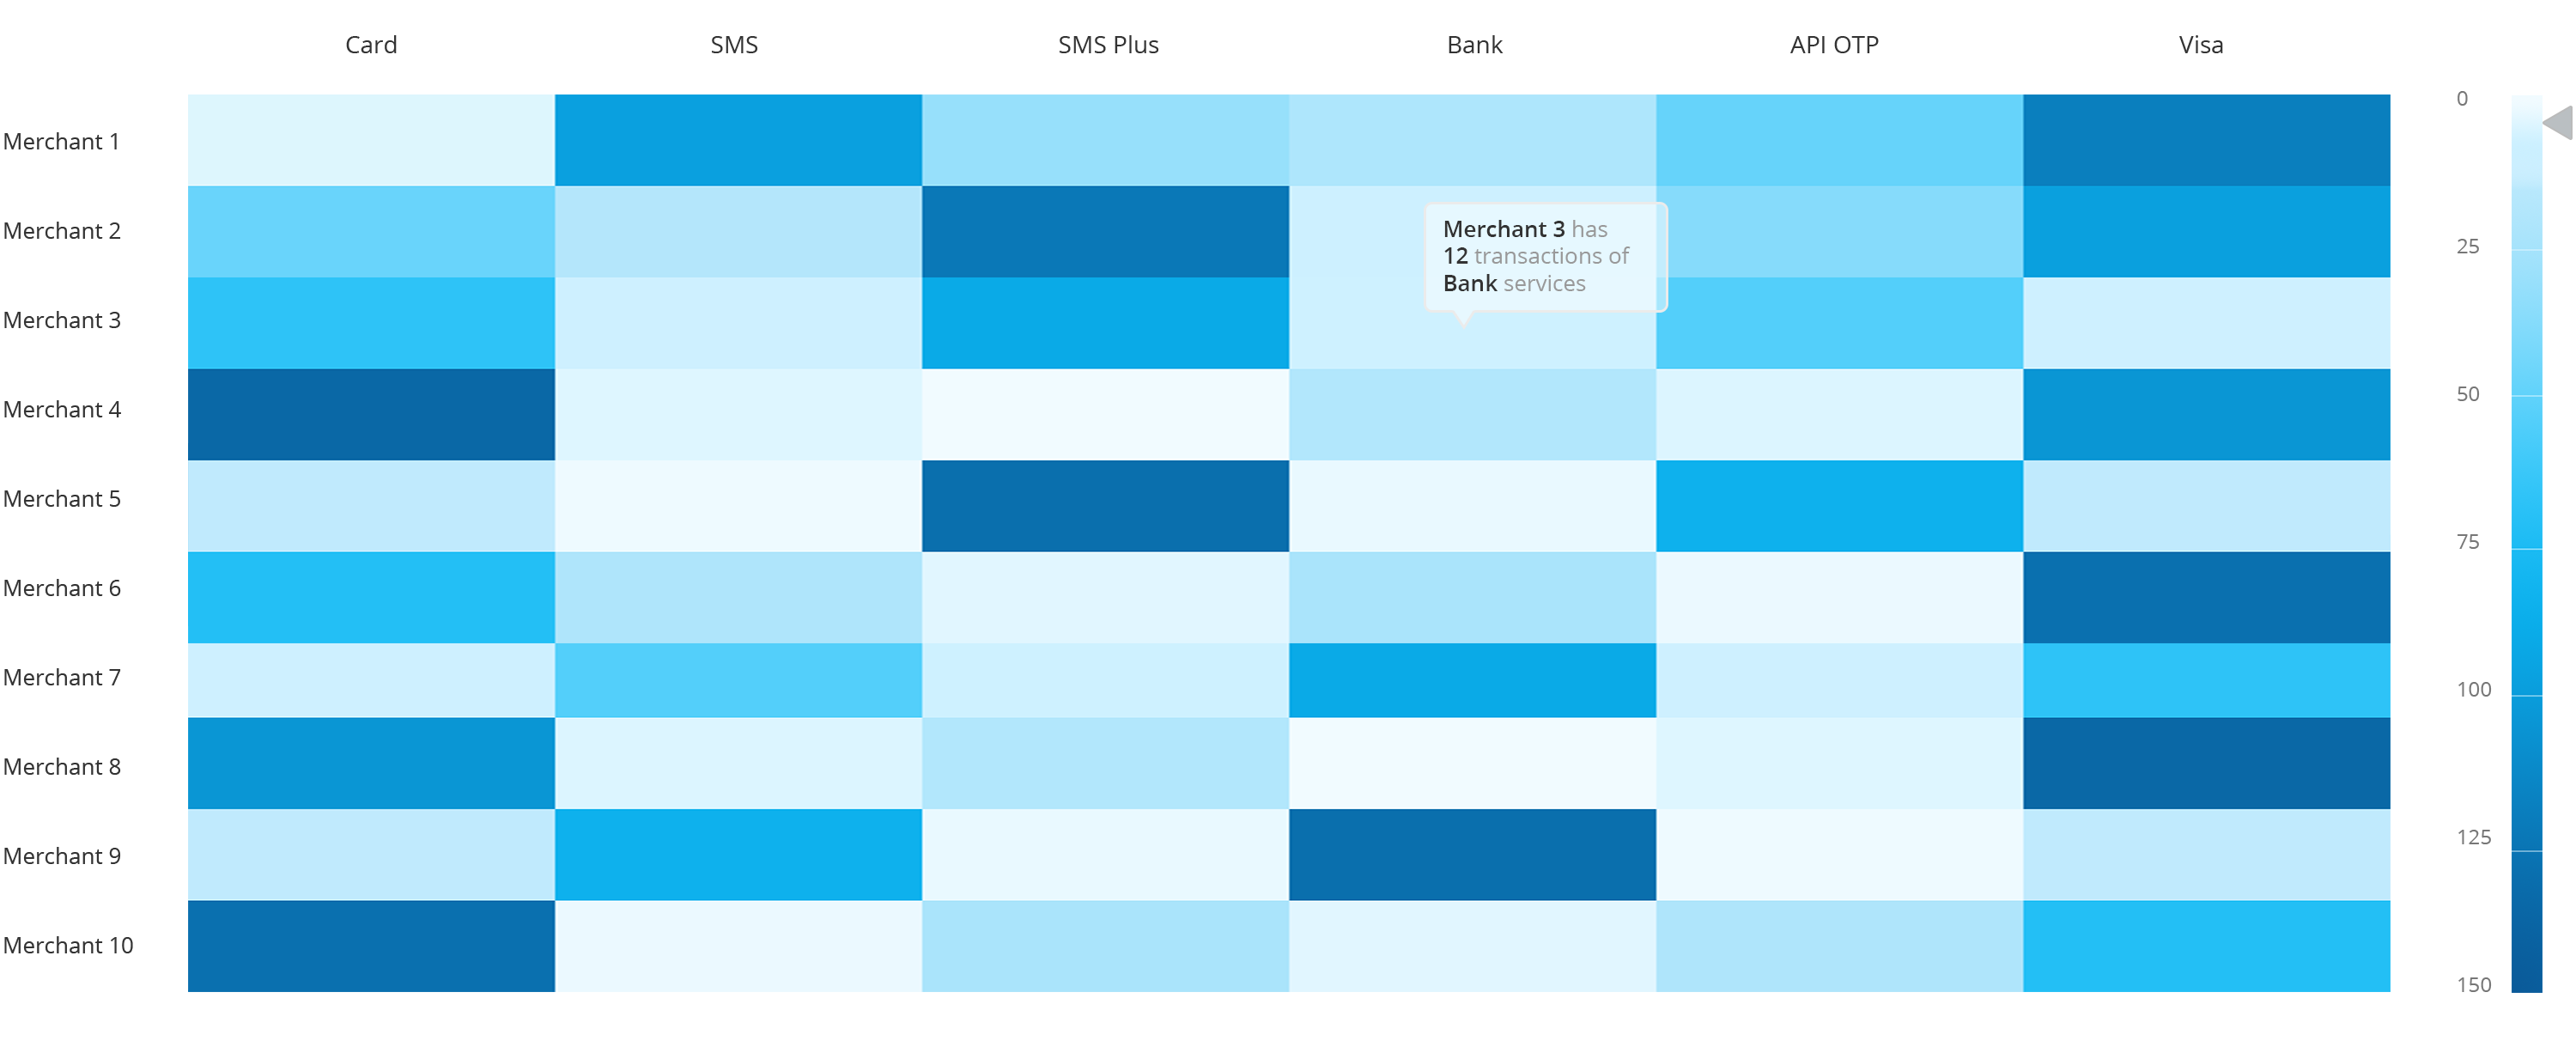 Card SMS SMS Plus Bank API OTP Visa
0
Merchant 1
Merchant 2
Merchant 3 has
12 transactions of
Bank services
25
Merchant 3
50
Merchant 4
Merchant 5
75
Merchant 6
Merchant 7
100
Merchant 8
125
Merchant 9
Merchant 10
150